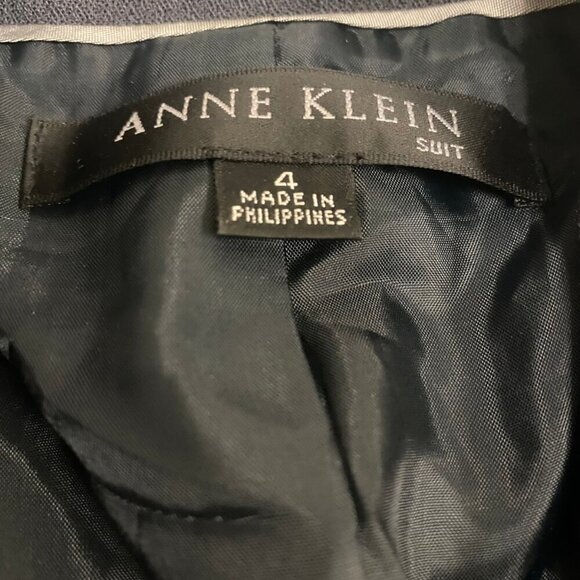 ANNE KLEIN
SUIT
4
MADE IN
PHILIPPINES